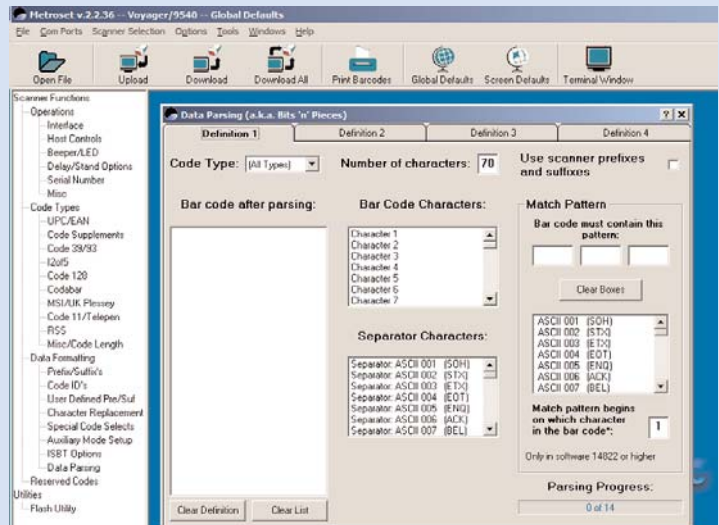 Metroset v.2.2.36 -- Voyager/9540 -- Global Defaults
File Com Ports Scanner Selection Options Tools Windows Help
Open File Upload Download Download All Print Barcodes Global Defaults Screen Defaults Terminal Window
Scanner Functions
Operations
Interface
Host Controls
Beeper/LED
Delay/Stand Options
Serial Number
Misc
Code Types
UPC/EAN
Code Supplements
Code 39/93
I2of5
Code 128
Codabar
MSI/UK Plessey
Code 11/Telepen
RSS
Misc/Code Length
Data Formatting
Prefix/Suffix's
Code ID's
User Defined Pre/Suf
Character Replacement
Special Code Selects
Auxiliary Mode Setup
ISBT Options
Data Parsing
Reserved Codes
Utilities
Flash Utility
Data Parsing (a.k.a. Bits 'n' Pieces)
Definition 1 Definition 2 Definition 3 Definition 4
Code Type: (All Types) Number of characters: 70 Use scanner prefixes
and suffixes
Bar code after parsing:
Clear Definition Clear List
Bar Code Characters:
Character 1
Character 2
Character 3
Character 4
Character 5
Character 6
Character 7
Separator Characters:
Separator: ASCII 001 (SOH)
Separator: ASCII 002 (STX)
Separator: ASCII 003 (ETX)
Separator: ASCII 004 (EOT)
Separator: ASCII 005 (ENQ)
Separator: ASCII 006 (ACK)
Separator: ASCII 007 (BEL)
Match Pattern
Bar code must contain this
pattern:
Clear Boxes
ASCII 001 (SOH)
ASCII 002 (STX)
ASCII 003 (ETX)
ASCII 004 (EOT)
ASCII 005 (ENQ)
ASCII 006 (ACK)
ASCII 007 (BEL)
Match pattern begins
on which character
in the bar code*: 1
Only in software 14822 or higher
Parsing Progress:
0 of 14